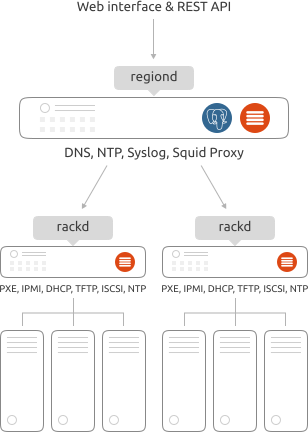 Web interface & REST API
regiond
DNS, NTP, Syslog, Squid Proxy
rackd
rackd
PXE, IPMI, DHCP, TFTP, ISCSI, NTP
PXE, IPMI, DHCP, TFTP, ISCSI, NTP